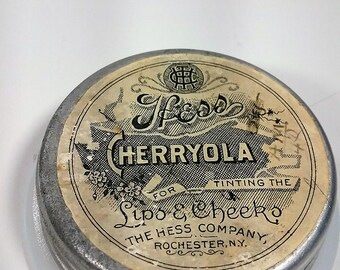 Hess
CHERRYOLA
FOR TINTING THE
Lips & Cheeks
THE HESS COMPANY,
ROCHESTER, N.Y.